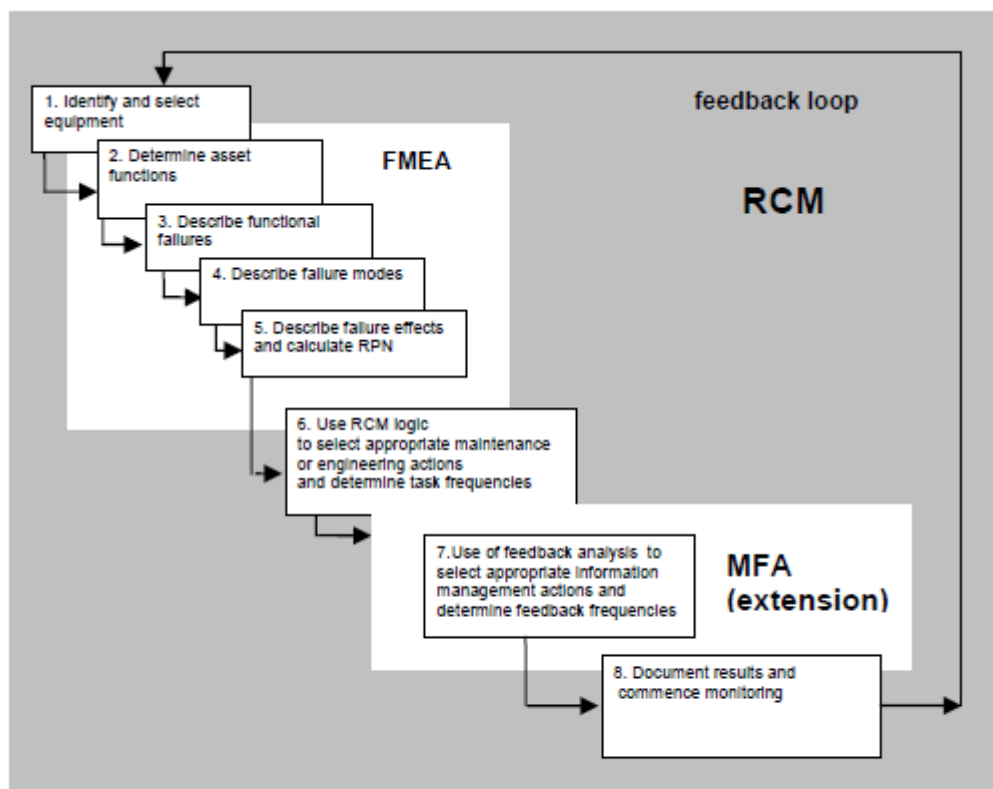 1. Identify and select
equipment
feedback loop
2. Determine asset
functions
FMEA
RCM
3. Describe functional
failures
4. Describe failure modes
5. Describe failure effects
and calculate RPN
6. Use RCM logic
to select appropriate maintenance
or engineering actions
and determine task frequencies
7.Use of feedback analysis to
select appropriate information
management actions and
determine feedback frequencies
MFA
(extension)
8. Document results and
commence monitoring